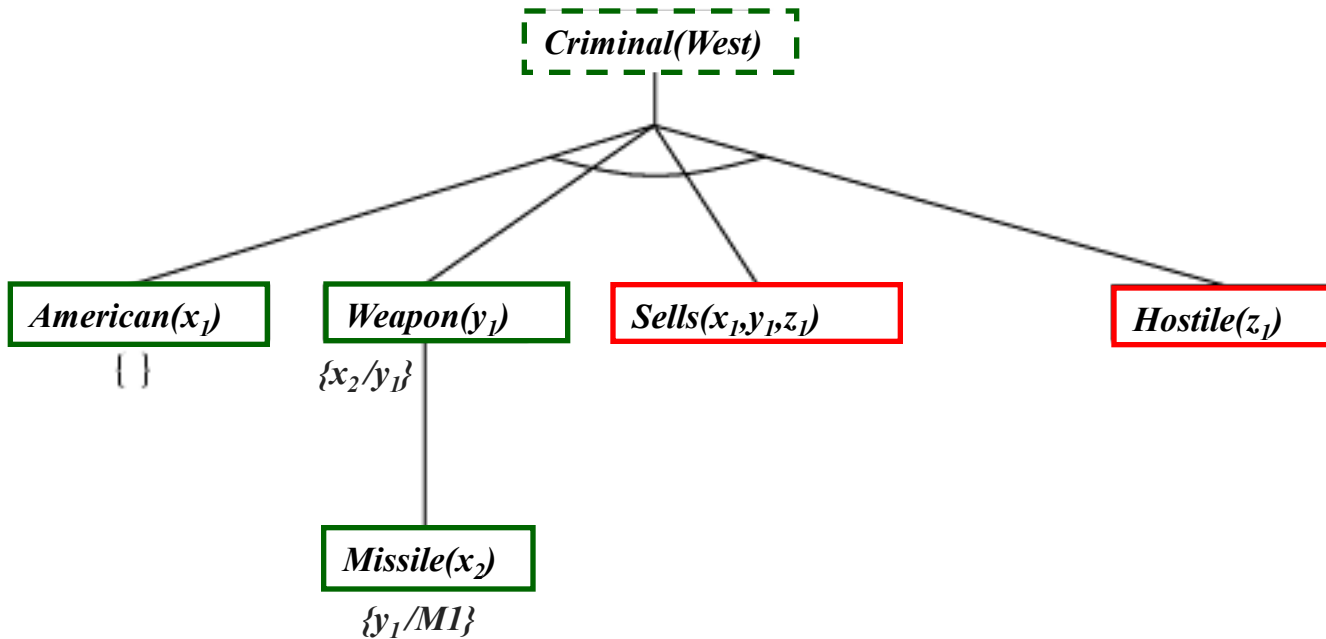 Criminal(West)
American(x₁)
Weapon(y₁)
Sells(x₁,y₁,z₁)
Hostile(z₁)
{ }
{x₂/y₁}
Missile(x₂)
{y₁/M1}